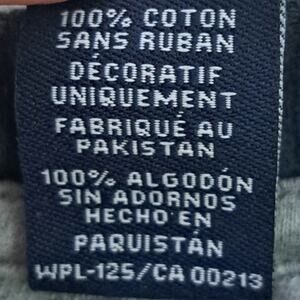 100% COTON
SANS RUBAN
DÉCORATIF
UNIQUEMENT
FABRIQUÉ AU
PAKISTAN
100% ALGODÓN
SIN ADORNOS
HECHO EN
PAQUISTÁN
WPL-125/CA 00213